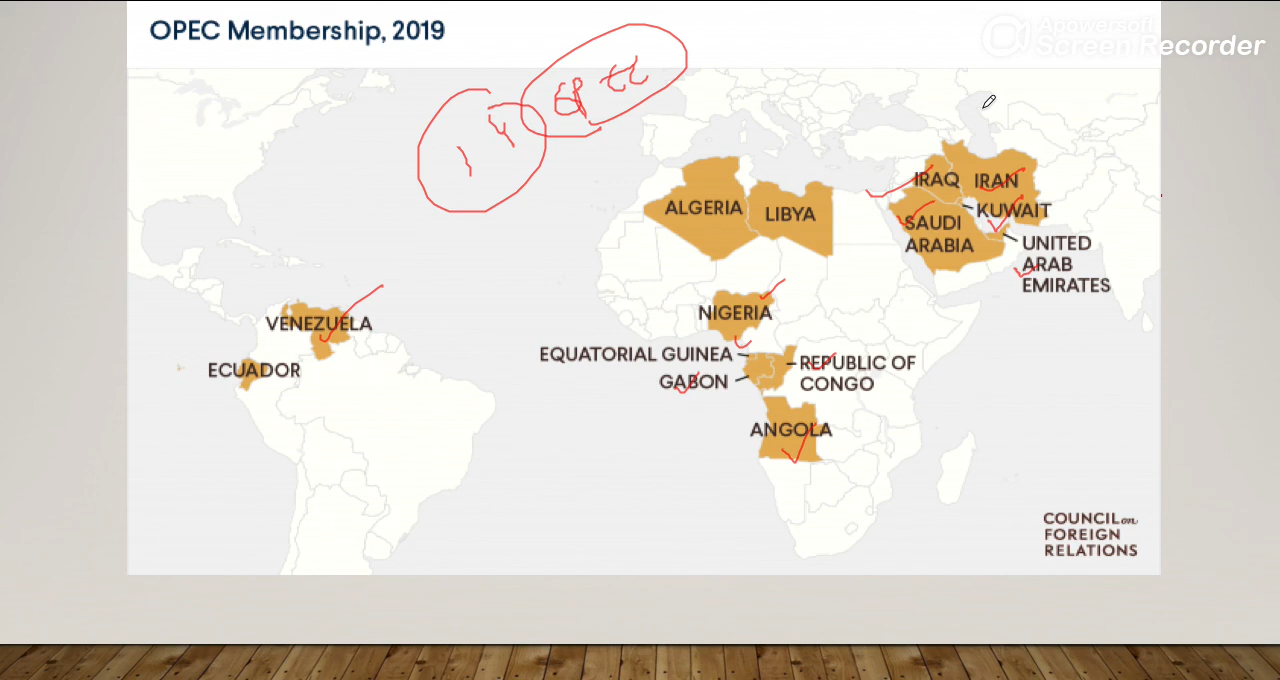 OPEC Membership, 2019
Apowersoft
Screen Recorder
14
IRAQ
IRAN
ALGERIA
LIBYA
KUWAIT
SAUDI
ARABIA
UNITED
ARAB
EMIRATES
NIGERIA
VENEZUELA
EQUATORIAL GUINEA
REPUBLIC OF
CONGO
ECUADOR
GABON
ANGOLA
COUNCIL on
FOREIGN
RELATIONS